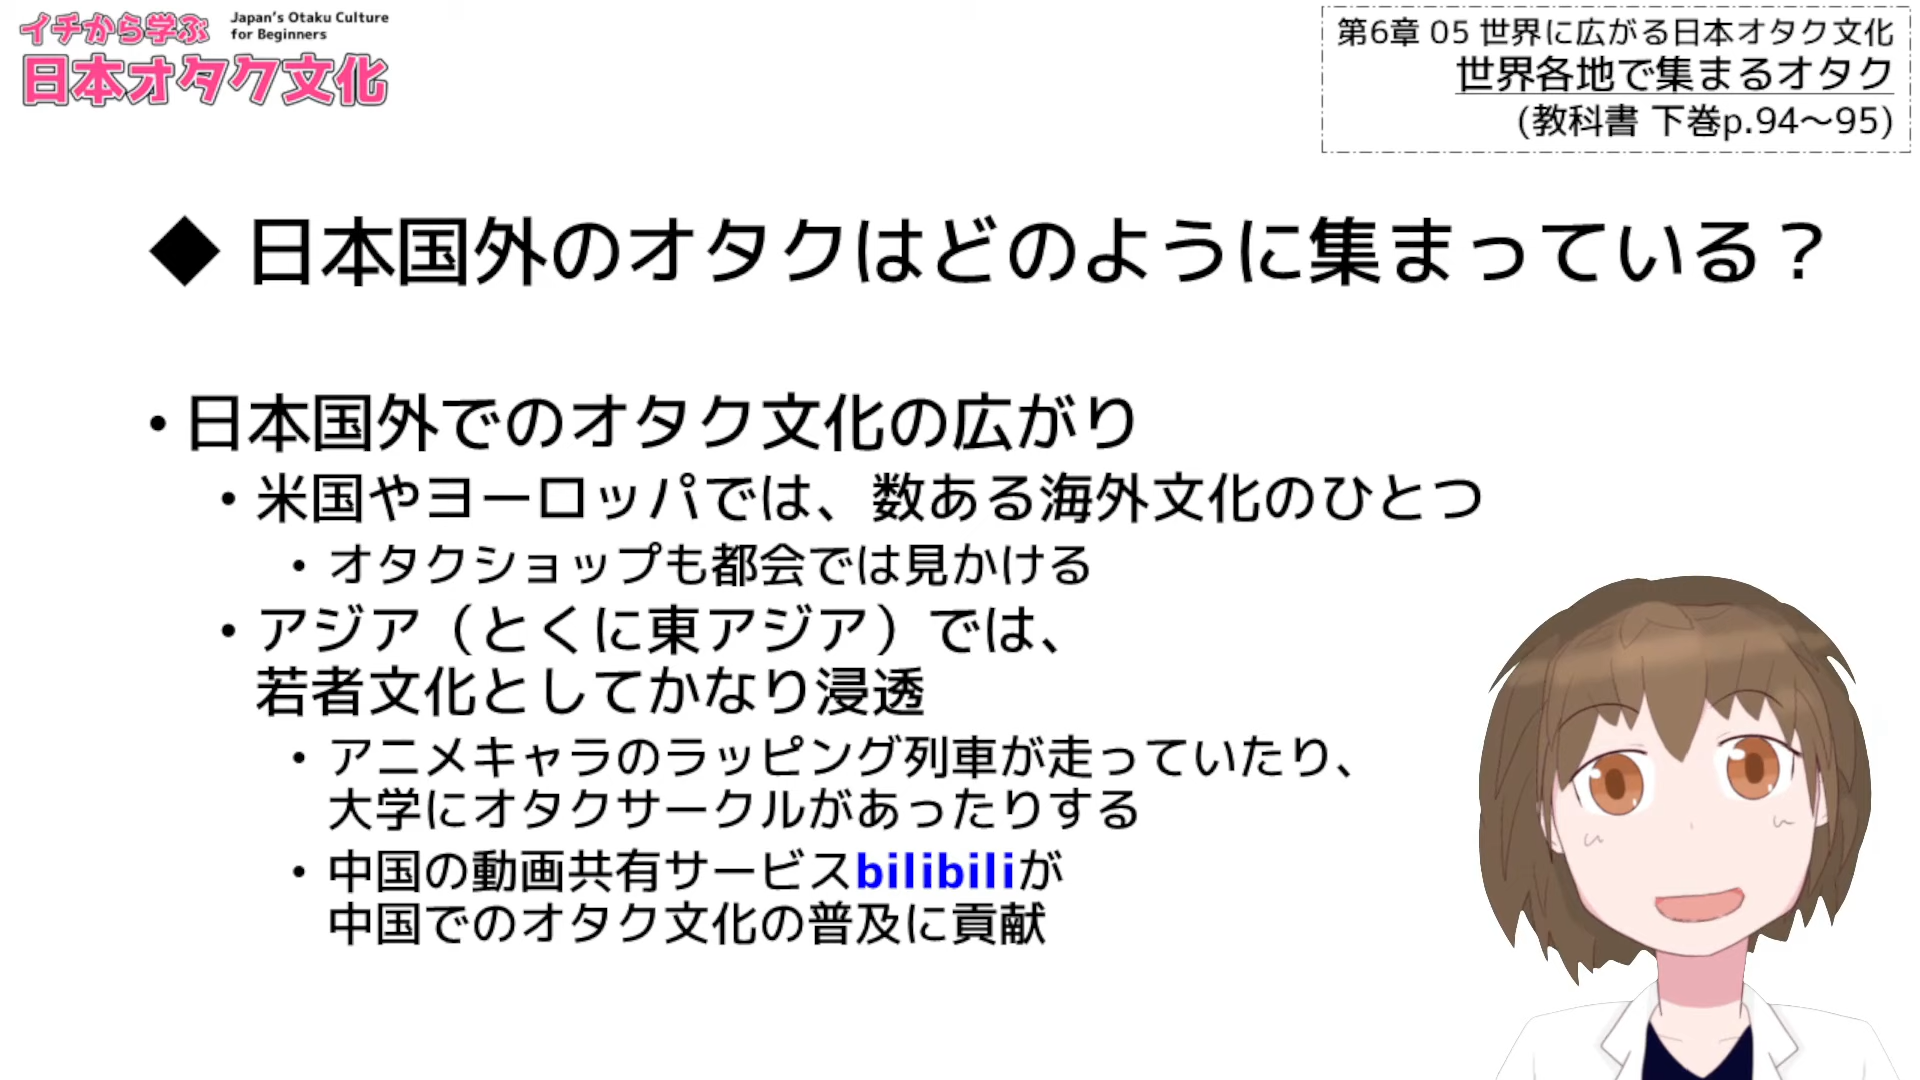 イチから学ぶ
日本オタク文化
Japan's Otaku Culture
for Beginners
第6章 05 世界に広がる日本オタク文化
世界各地で集まるオタク
(教科書 下巻p.94〜95)
◆ 日本国外のオタクはどのように集まっている？
• 日本国外でのオタク文化の広がり
• 米国やヨーロッパでは、数ある海外文化のひとつ
• オタクショップも都会では見かける
• アジア（とくに東アジア）では、
若者文化としてかなり浸透
• アニメキャラのラッピング列車が走っていたり、
大学にオタクサークルがあったりする
• 中国の動画共有サービスbilibiliが
中国でのオタク文化の普及に貢献